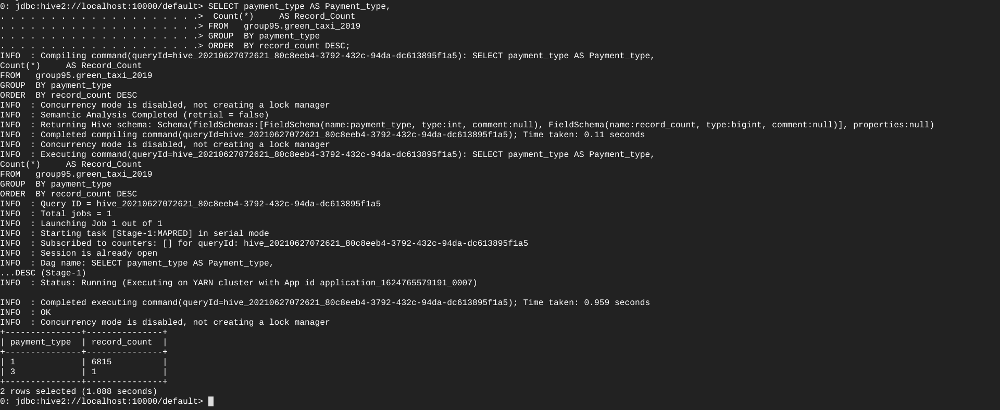 0: jdbc:hive2://localhost:10000/default> SELECT payment_type AS Payment_type,
. . . . . . . . . . . . . . . . . . . .>  Count(*)     AS Record_Count
. . . . . . . . . . . . . . . . . . . .> FROM   group95.green_taxi_2019
. . . . . . . . . . . . . . . . . . . .> GROUP  BY payment_type
. . . . . . . . . . . . . . . . . . . .> ORDER  BY record_count DESC;
INFO  : Compiling command(queryId=hive_20210627072621_80c8eeb4-3792-432c-94da-dc613895f1a5): SELECT payment_type AS Payment_type,
Count(*)     AS Record_Count
FROM   group95.green_taxi_2019
GROUP  BY payment_type
ORDER  BY record_count DESC
INFO  : Concurrency mode is disabled, not creating a lock manager
INFO  : Semantic Analysis Completed (retrial = false)
INFO  : Returning Hive schema: Schema(fieldSchemas:[FieldSchema(name:payment_type, type:int, comment:null), FieldSchema(name:record_count, type:bigint, comment:null)], properties:null)
INFO  : Completed compiling command(queryId=hive_20210627072621_80c8eeb4-3792-432c-94da-dc613895f1a5); Time taken: 0.11 seconds
INFO  : Concurrency mode is disabled, not creating a lock manager
INFO  : Executing command(queryId=hive_20210627072621_80c8eeb4-3792-432c-94da-dc613895f1a5): SELECT payment_type AS Payment_type,
Count(*)     AS Record_Count
FROM   group95.green_taxi_2019
GROUP  BY payment_type
ORDER  BY record_count DESC
INFO  : Query ID = hive_20210627072621_80c8eeb4-3792-432c-94da-dc613895f1a5
INFO  : Total jobs = 1
INFO  : Launching Job 1 out of 1
INFO  : Starting task [Stage-1:MAPRED] in serial mode
INFO  : Subscribed to counters: [] for queryId: hive_20210627072621_80c8eeb4-3792-432c-94da-dc613895f1a5
INFO  : Session is already open
INFO  : Dag name: SELECT payment_type AS Payment_type,
...DESC (Stage-1)
INFO  : Status: Running (Executing on YARN cluster with App id application_1624765579191_0007)
INFO  : Completed executing command(queryId=hive_20210627072621_80c8eeb4-3792-432c-94da-dc613895f1a5); Time taken: 0.959 seconds
INFO  : OK
INFO  : Concurrency mode is disabled, not creating a lock manager
+---------------+---------------+
| payment_type  | record_count  |
+---------------+---------------+
| 1             | 6815          |
| 3             | 1             |
+---------------+---------------+
2 rows selected (1.088 seconds)
0: jdbc:hive2://localhost:10000/default>